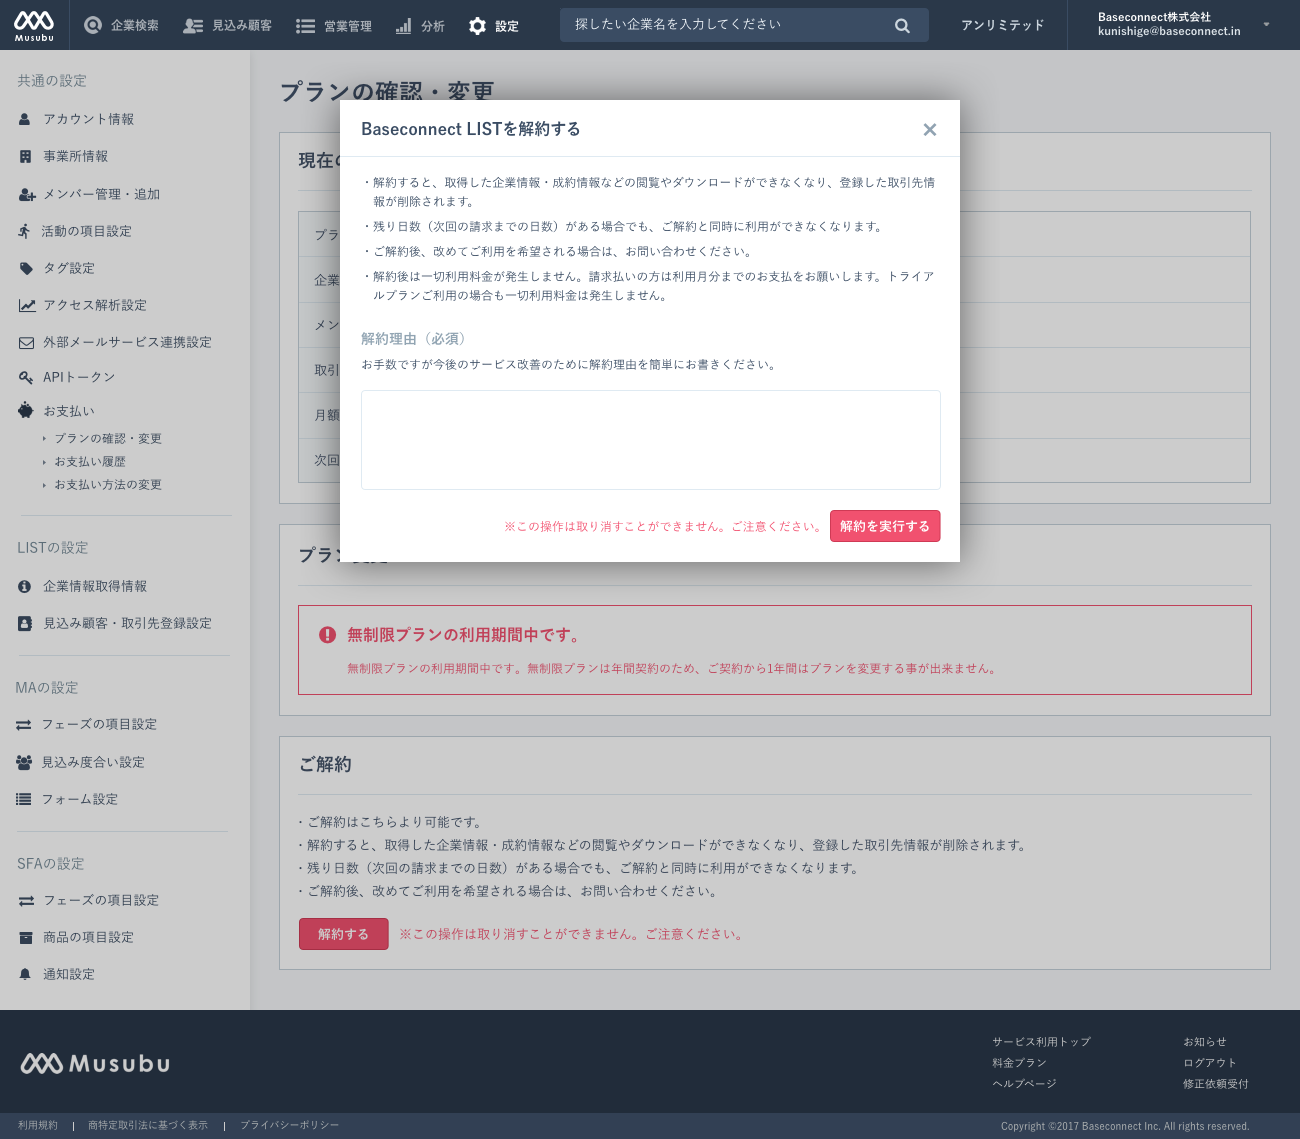 Musubu
企業検索
見込み顧客
営業管理
分析
設定
探したい企業名を入力してください
アンリミテッド
Baseconnect株式会社
kunishige@baseconnect.in
共通の設定
アカウント情報
事業所情報
メンバー管理・追加
活動の項目設定
タグ設定
アクセス解析設定
外部メールサービス連携設定
APIトークン
お支払い
プランの確認・変更
お支払い履歴
お支払い方法の変更
LISTの設定
企業情報取得情報
見込み顧客・取引先登録設定
MAの設定
フェーズの項目設定
見込み度合い設定
フォーム設定
SFAの設定
フェーズの項目設定
商品の項目設定
通知設定
プランの確認・変更
現在の
プラ
企業
メン
取引
月額
次回
Baseconnect LISTを解約する
・解約すると、取得した企業情報・成約情報などの閲覧やダウンロードができなくなり、登録した取引先情
報が削除されます。
・残り日数（次回の請求までの日数）がある場合でも、ご解約と同時に利用ができなくなります。
・ご解約後、改めてご利用を希望される場合は、お問い合わせください。
・解約後は一切利用料金が発生しません。請求払いの方は利用月分までのお支払をお願いします。トライア
ルプランご利用の場合も一切利用料金は発生しません。
解約理由（必須）
お手数ですが今後のサービス改善のために解約理由を簡単にお書きください。
※この操作は取り消すことができません。ご注意ください。
解約を実行する
プラン変更
無制限プランの利用期間中です。
無制限プランの利用期間中です。無制限プランは年間契約のため、ご契約から1年間はプランを変更する事が出来ません。
ご解約
・ご解約はこちらより可能です。
・解約すると、取得した企業情報・成約情報などの閲覧やダウンロードができなくなり、登録した取引先情報が削除されます。
・残り日数（次回の請求までの日数）がある場合でも、ご解約と同時に利用ができなくなります。
・ご解約後、改めてご利用を希望される場合は、お問い合わせください。
解約する
※この操作は取り消すことができません。ご注意ください。
Musubu
サービス利用トップ
料金プラン
ヘルプページ
お知らせ
ログアウト
修正依頼受付
利用規約 | 商特定取引法に基づく表示 | プライバシーポリシー
Copyright ©2017 Baseconnect Inc. All rights reserved.